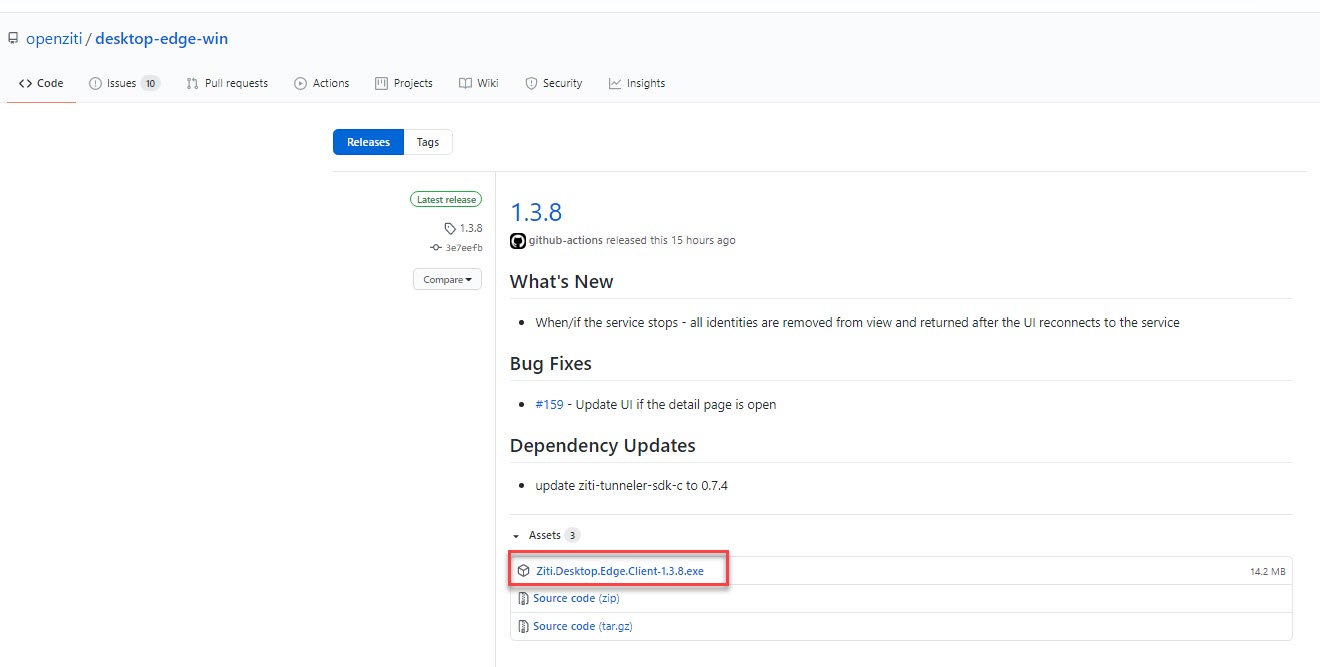 openziti / desktop-edge-win
Code Issues 10 Pull requests Actions Projects Wiki Security Insights
Releases Tags
Latest release
1.3.8
3e7eefb
Compare
1.3.8
github-actions released this 15 hours ago
What's New
When/if the service stops - all identities are removed from view and returned after the UI reconnects to the service
Bug Fixes
#159 - Update UI if the detail page is open
Dependency Updates
update ziti-tunneler-sdk-c to 0.7.4
Assets 3
Ziti.Desktop.Edge.Client-1.3.8.exe 14.2 MB
Source code (zip)
Source code (tar.gz)